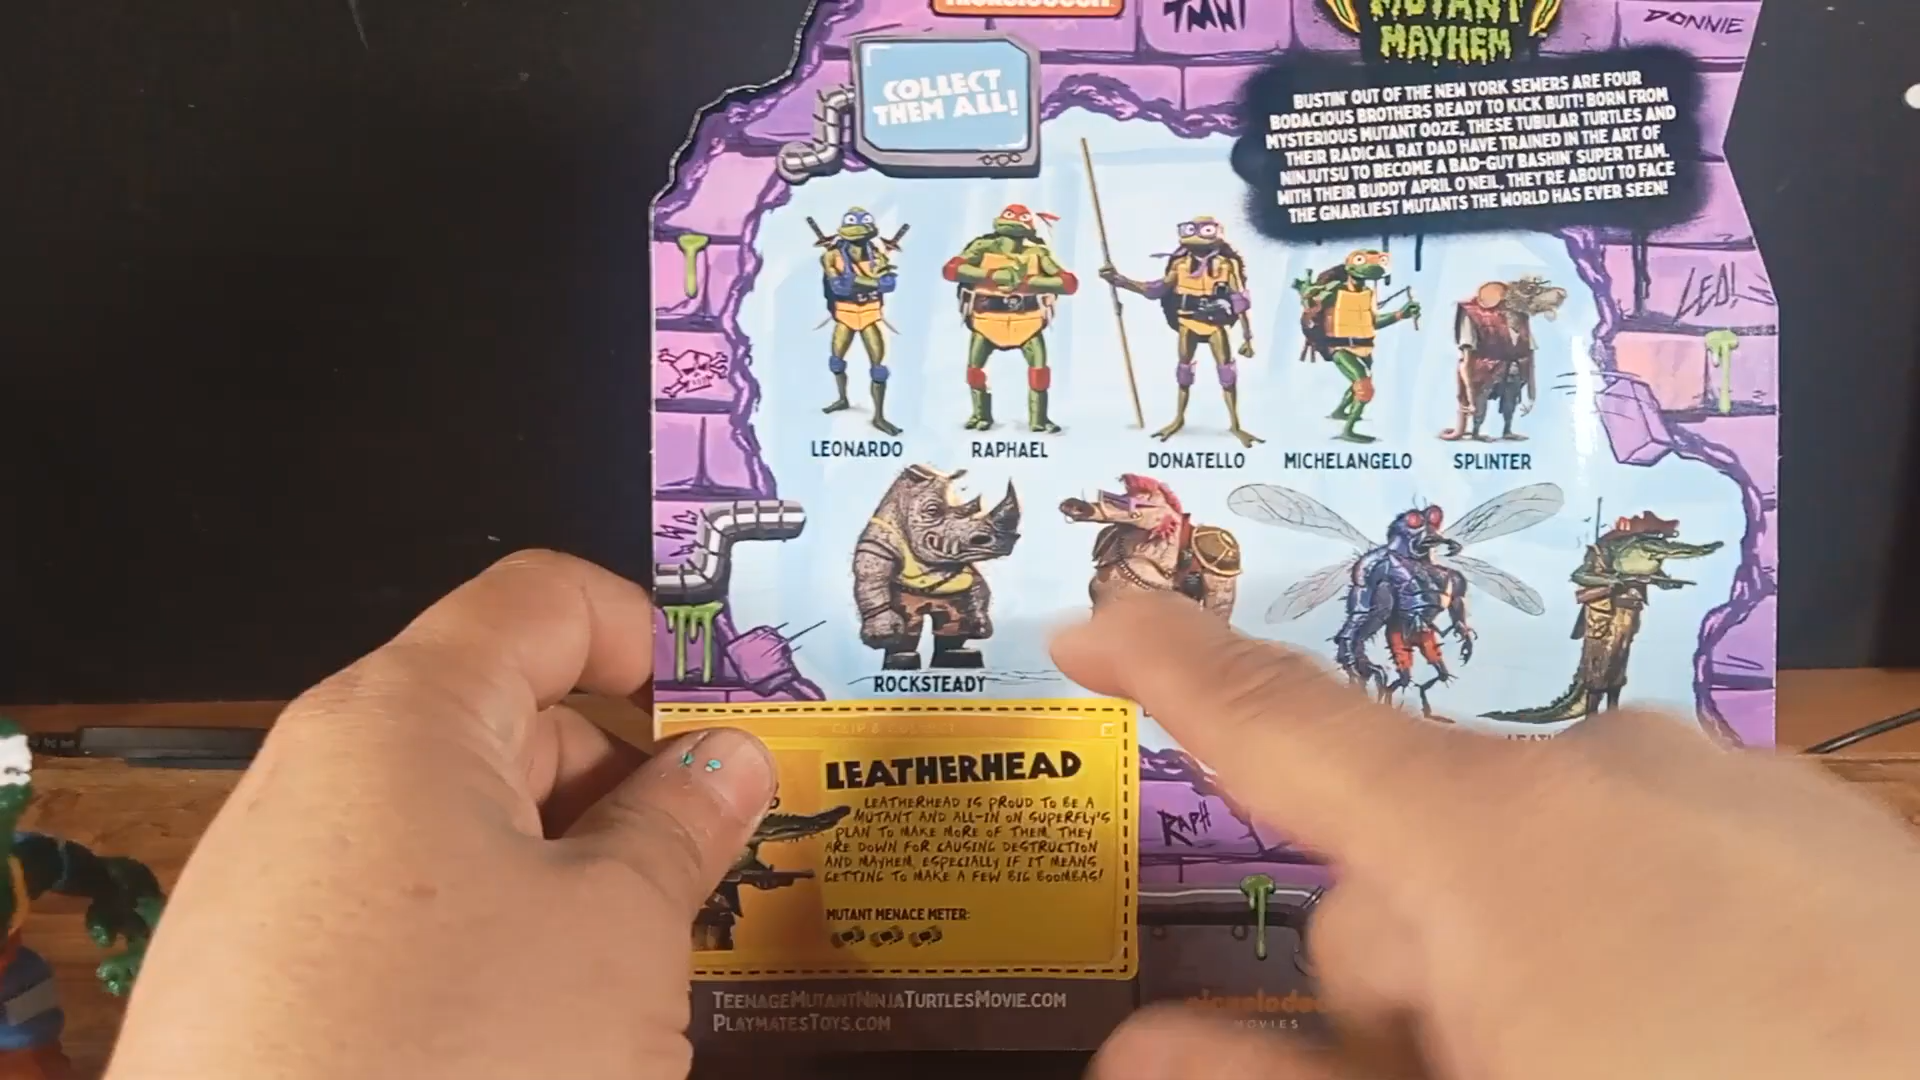 TMNT
MUTANT
MAYHEM
DONNIE
COLLECT
THEM ALL!
BUSTIN' OUT OF THE NEW YORK SEWERS ARE FOUR
BODACIOUS BROTHERS READY TO KICK BUTT! BORN FROM
MYSTERIOUS MUTANT OOZE, THESE TUBULAR TURTLES AND
THEIR RADICAL RAT DAD HAVE TRAINED IN THE ART OF
NINJUTSU TO BECOME A BAD-GUY BASHIN' SUPER TEAM.
WITH THEIR BUDDY APRIL O'NEIL, THEY'RE ABOUT TO FACE
THE GNARLIEST MUTANTS THE WORLD HAS EVER SEEN!
LEO!
LEONARDO
RAPHAEL
DONATELLO
MICHELANGELO
SPLINTER
ROCKSTEADY
LEATHERHEAD
LEATHERHEAD IS PROUD TO BE A
MUTANT AND ALL-IN ON SUPERFLY'S
PLAN TO MAKE MORE OF THEM. THEY
ARE DOWN FOR CAUSING DESTRUCTION
AND MAYHEM, ESPECIALLY IF IT MEANS
GETTING TO MAKE A FEW BIG BOOMBAS!
MUTANT MENACE METER:
RAPH
TEENAGEMUTANTNINJATURTLESMOVIE.COM
PLAYMATESTOYS.COM
MOVIES